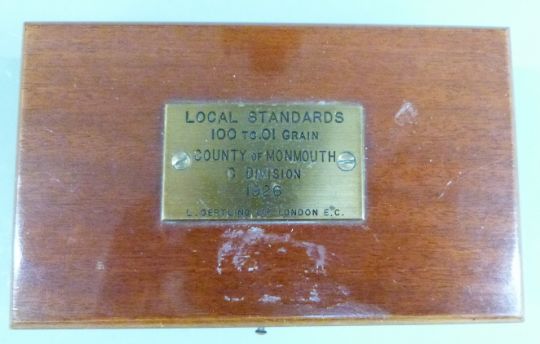 LOCAL STANDARDS
100 TO .01 GRAIN
COUNTY OF MONMOUTH
DIVISION
1926
L. OERTLING LTD LONDON E.C.